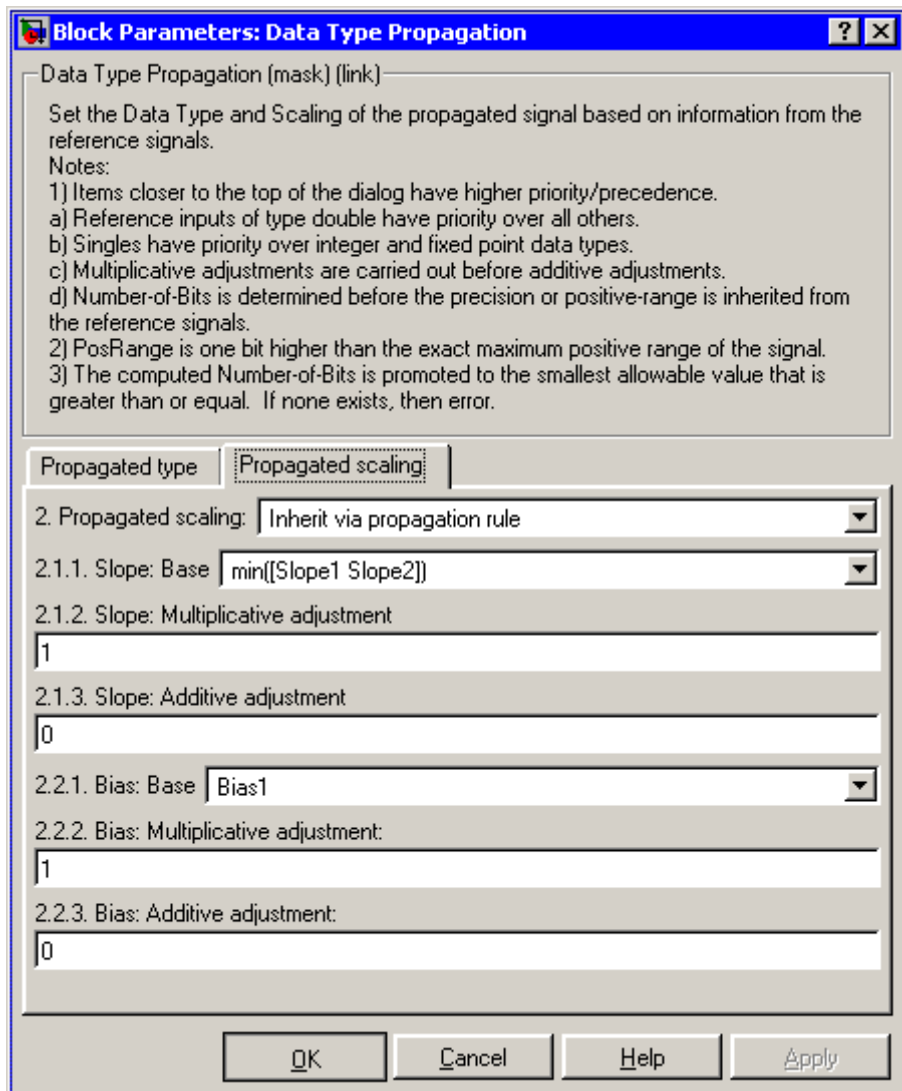 Block Parameters: Data Type Propagation
Data Type Propagation (mask) (link)
Set the Data Type and Scaling of the propagated signal based on information from the
reference signals.
Notes:
1) Items closer to the top of the dialog have higher priority/precedence.
a) Reference inputs of type double have priority over all others.
b) Singles have priority over integer and fixed point data types.
c) Multiplicative adjustments are carried out before additive adjustments.
d) Number-of-Bits is determined before the precision or positive-range is inherited from
the reference signals.
2) PosRange is one bit higher than the exact maximum positive range of the signal.
3) The computed Number-of-Bits is promoted to the smallest allowable value that is
greater than or equal.  If none exists, then error.
Propagated type Propagated scaling
2. Propagated scaling: Inherit via propagation rule
2.1.1. Slope: Base min([Slope1 Slope2])
2.1.2. Slope: Multiplicative adjustment
1
2.1.3. Slope: Additive adjustment
0
2.2.1. Bias: Base Bias1
2.2.2. Bias: Multiplicative adjustment:
1
2.2.3. Bias: Additive adjustment:
0
OK Cancel Help Apply